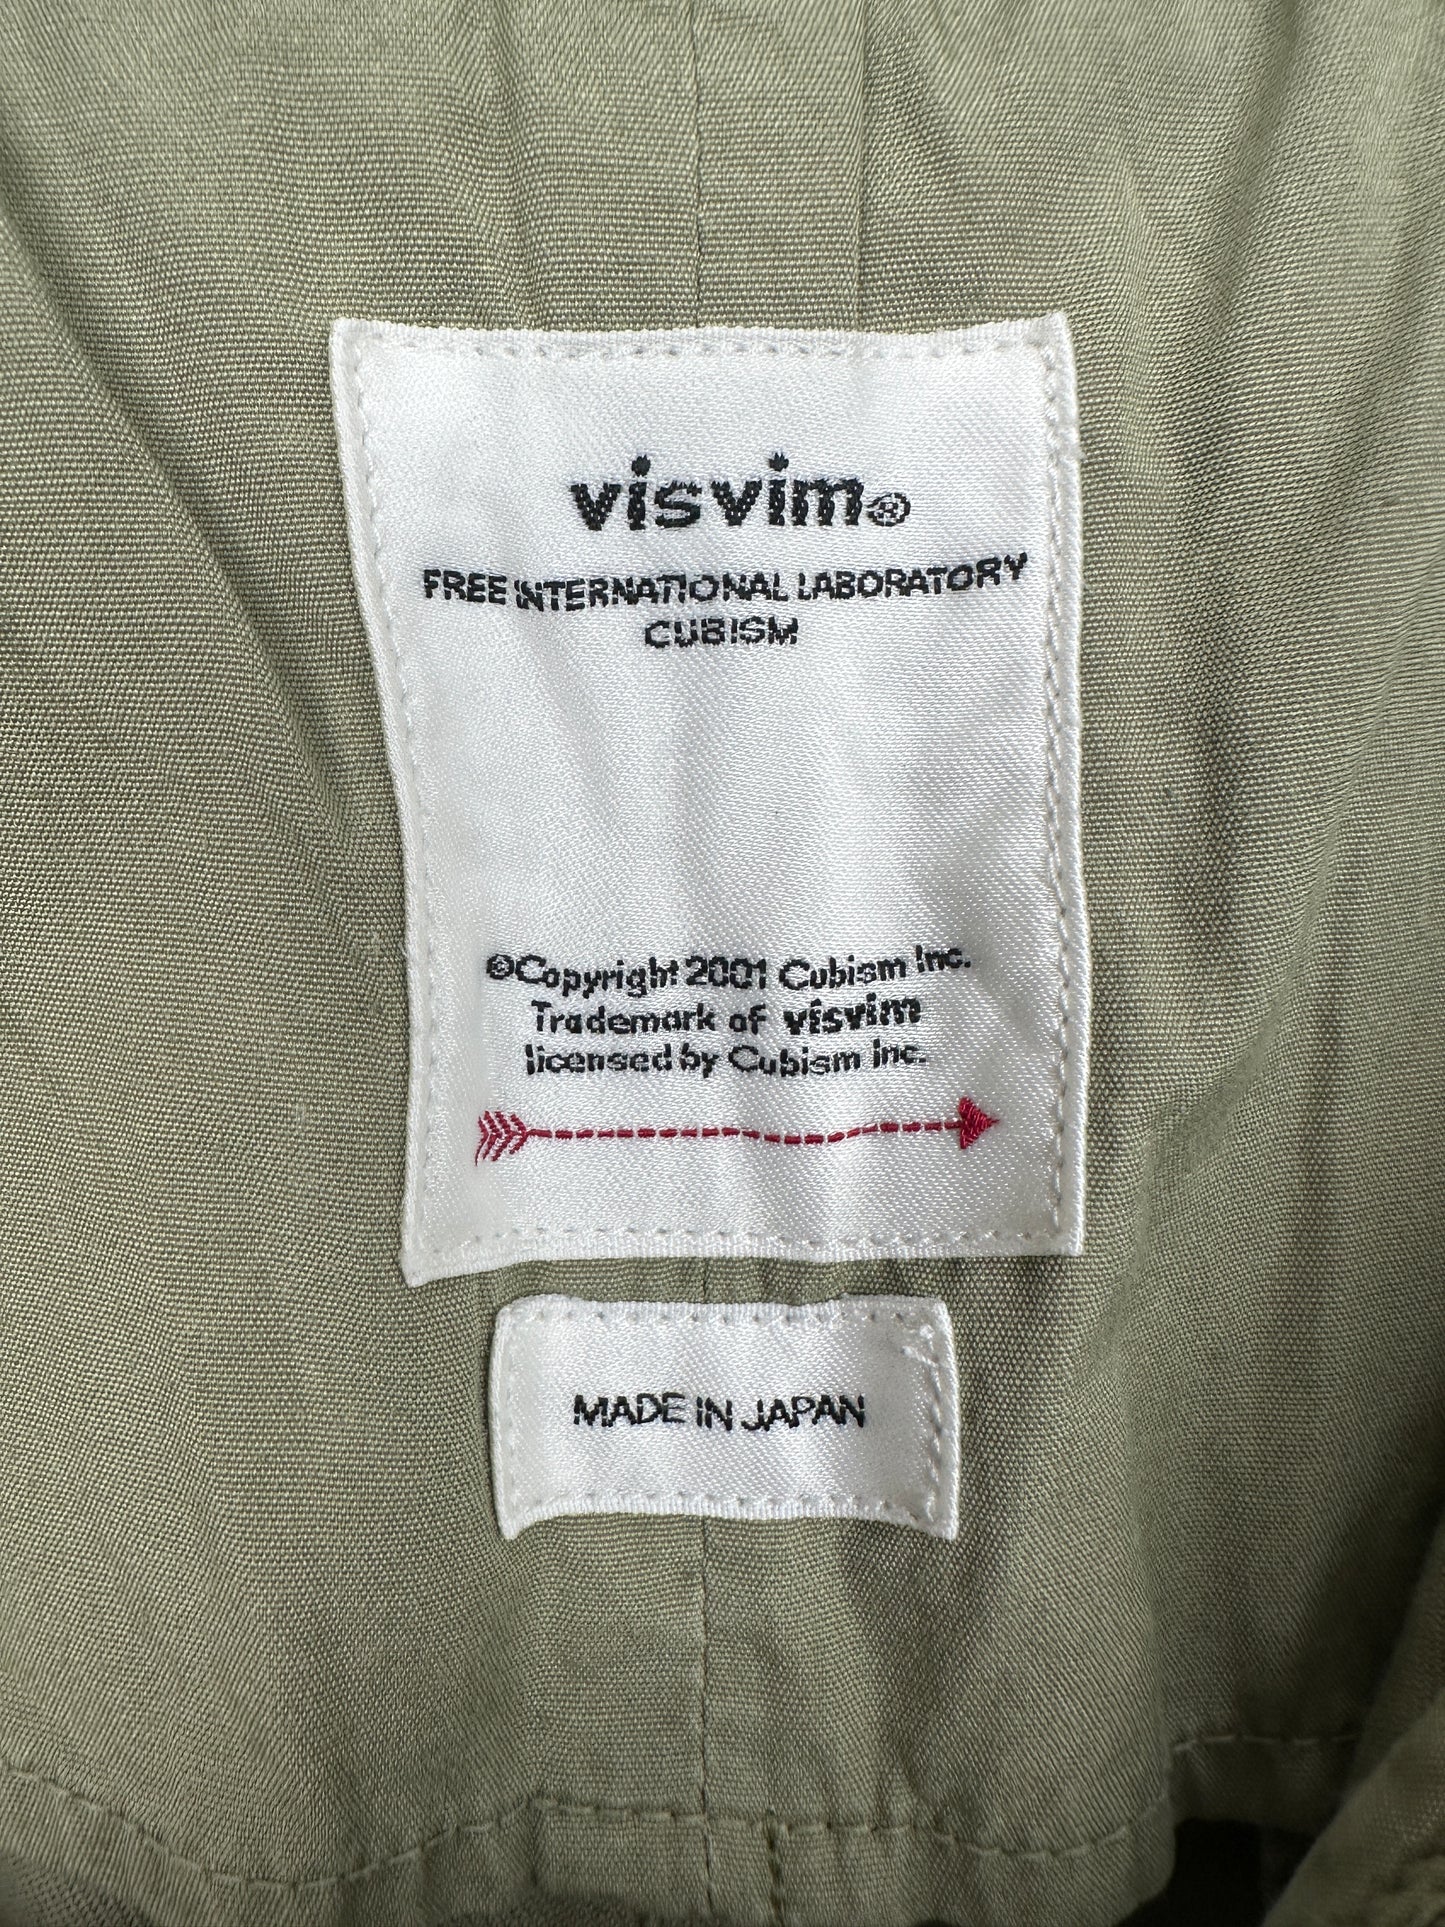 visvim®
FREE INTERNATIONAL LABORATORY
CUBISM
©Copyright 2001 Cubism Inc.
Trademark of visvim
licensed by Cubism Inc.
MADE IN JAPAN